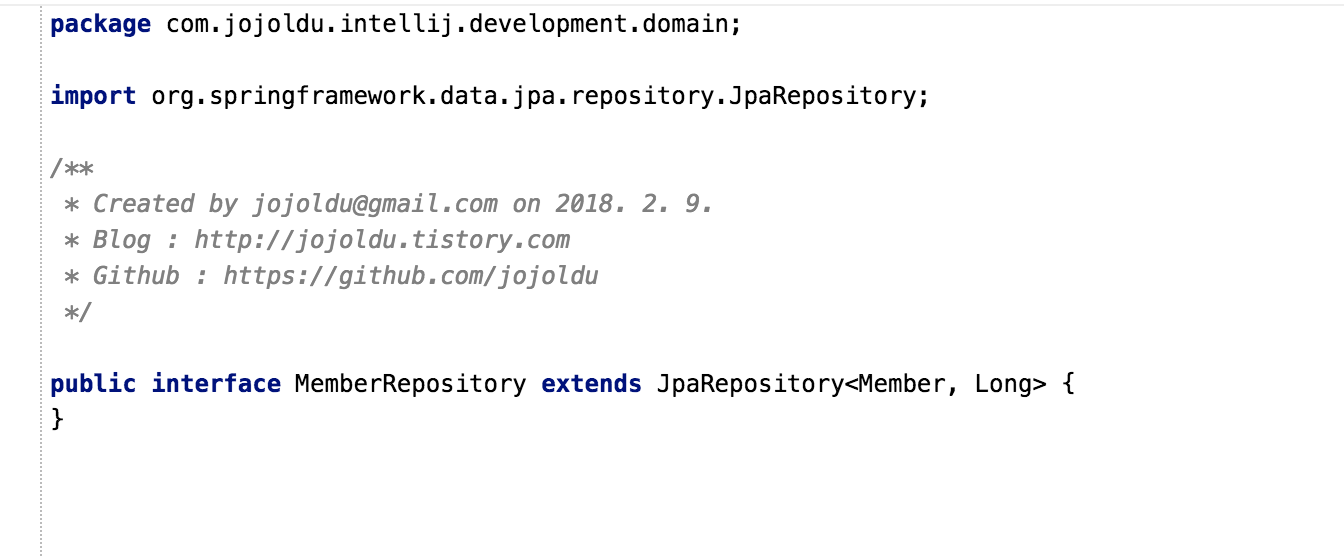 package com.jojoldu.intellij.development.domain;
import org.springframework.data.jpa.repository.JpaRepository;
/**
* Created by jojoldu@gmail.com on 2018. 2. 9.
* Blog : http://jojoldu.tistory.com
* Github : https://github.com/jojoldu
*/
public interface MemberRepository extends JpaRepository<Member, Long> {
}